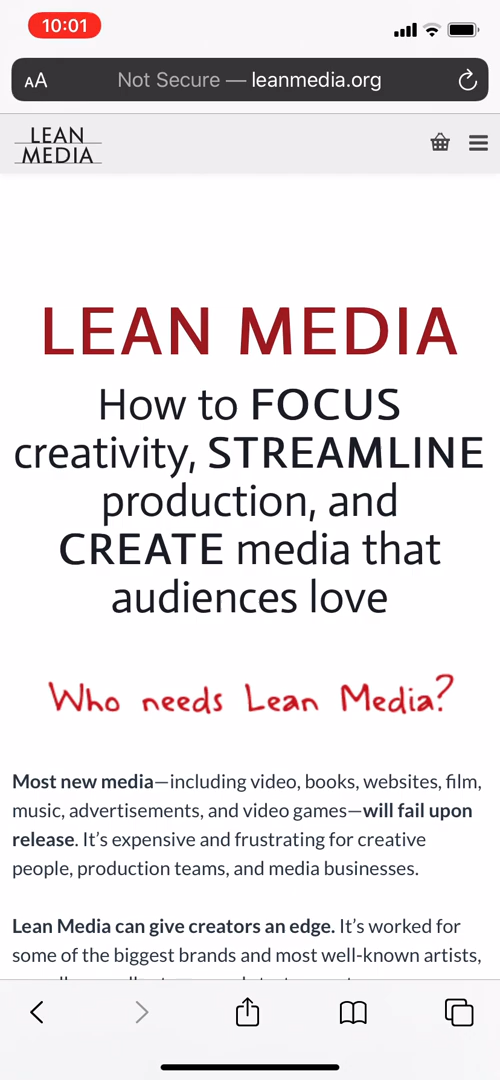 10:01
AA Not Secure — leanmedia.org
LEAN
MEDIA
LEAN MEDIA
How to FOCUS
creativity, STREAMLINE
production, and
CREATE media that
audiences love
Who needs Lean Media?
Most new media—including video, books, websites, film,
music, advertisements, and video games—will fail upon
release. It’s expensive and frustrating for creative
people, production teams, and media businesses.
Lean Media can give creators an edge. It’s worked for
some of the biggest brands and most well-known artists,